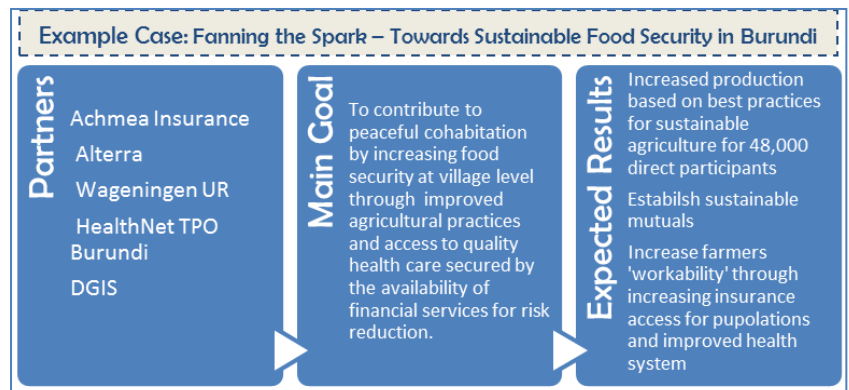 Example Case: Fanning the Spark – Towards Sustainable Food Security in Burundi
Partners
Achmea Insurance
Alterra
Wageningen UR
HealthNet TPO
Burundi
DGIS
Main Goal
To contribute to
peaceful cohabitation
by increasing food
security at village level
through improved
agricultural practices
and access to quality
health care secured by
the availability of
financial services for risk
reduction.
Expected Results
Increased production
based on best practices
for sustainable
agriculture for 48,000
direct participants
Estabilsh sustainable
mutuals
Increase farmers
'workability' through
increasing insurance
access for pupolations
and improved health
system